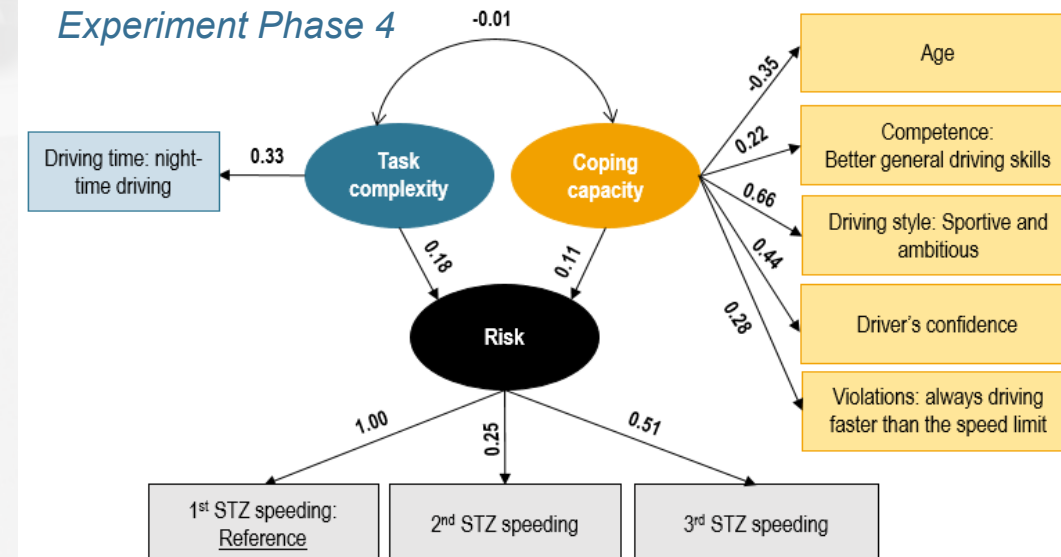 Experiment Phase 4
-0.01
Age
-0.35
Driving time: night-
time driving
0.33
Task
complexity
Coping
capacity
0.22
Competence:
Better general driving skills
0.66
Driving style: Sportive and
ambitious
0.18
0.11
0.44
Driver's confidence
0.28
Risk
Violations: always driving
faster than the speed limit
1.00
0.25
0.51
1st STZ speeding:
Reference
2nd STZ speeding
3rd STZ speeding